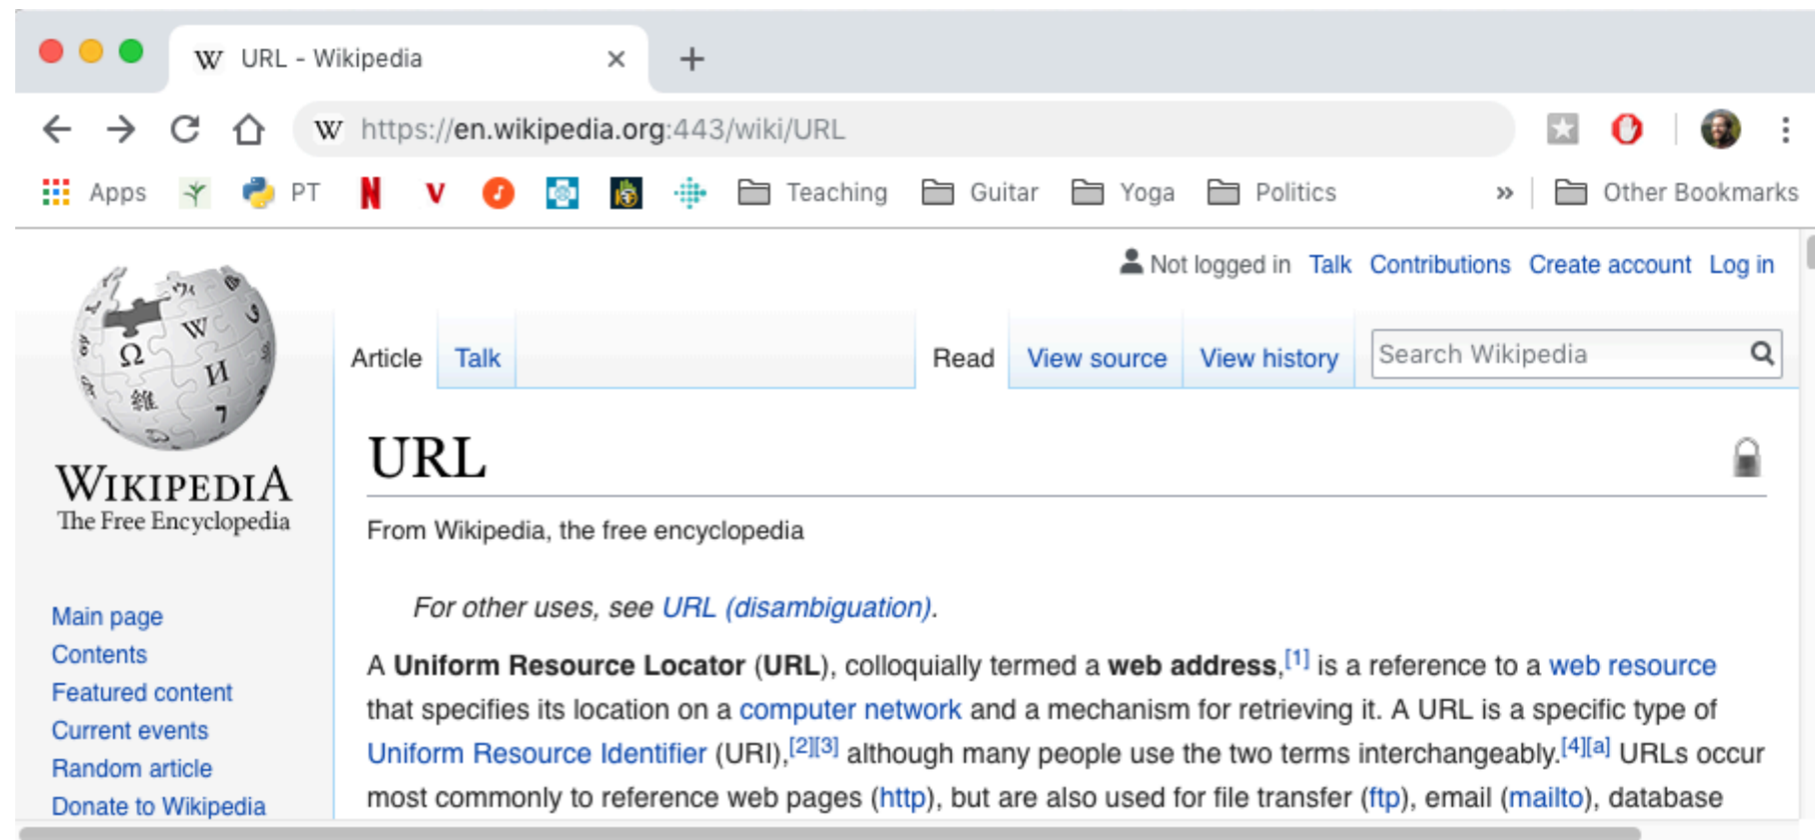 URL - Wikipedia
https://en.wikipedia.org:443/wiki/URL
Apps PT Teaching Guitar Yoga Politics » Other Bookmarks
Not logged in Talk Contributions Create account Log in
Article Talk Read View source View history Search Wikipedia
WIKIPEDIA
The Free Encyclopedia
Main page
Contents
Featured content
Current events
Random article
Donate to Wikipedia
URL
From Wikipedia, the free encyclopedia
For other uses, see URL (disambiguation).
A Uniform Resource Locator (URL), colloquially termed a web address,[1] is a reference to a web resource
that specifies its location on a computer network and a mechanism for retrieving it. A URL is a specific type of
Uniform Resource Identifier (URI),[2][3] although many people use the two terms interchangeably.[4][a] URLs occur
most commonly to reference web pages (http), but are also used for file transfer (ftp), email (mailto), database